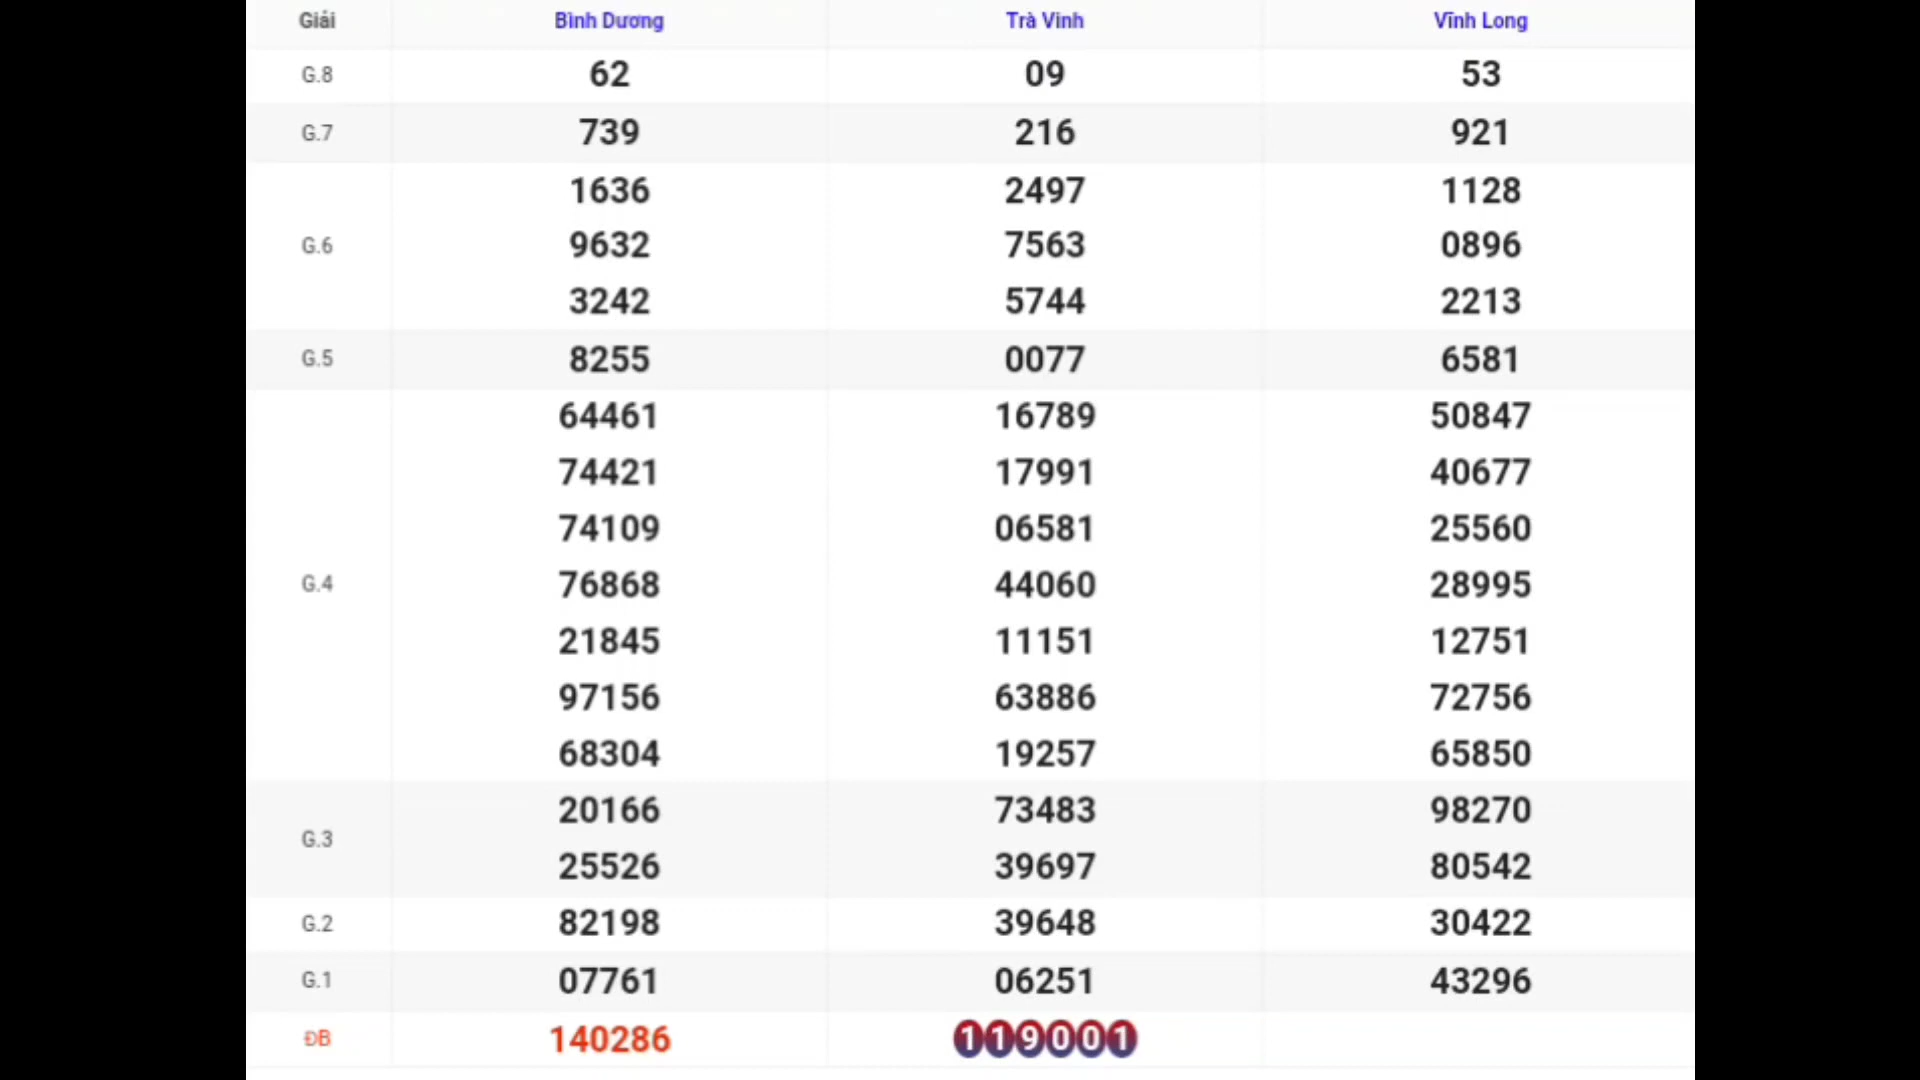 Giải Bình Dương Trà Vinh Vĩnh Long
G.8 62 09 53
G.7 739 216 921
1636 2497 1128
G.6 9632 7563 0896
3242 5744 2213
G.5 8255 0077 6581
64461 16789 50847
74421 17991 40677
74109 06581 25560
G.4 76868 44060 28995
21845 11151 12751
97156 63886 72756
68304 19257 65850
20166 73483 98270
G.3
25526 39697 80542
G.2 82198 39648 30422
G.1 07761 06251 43296
ĐB 140286 119001